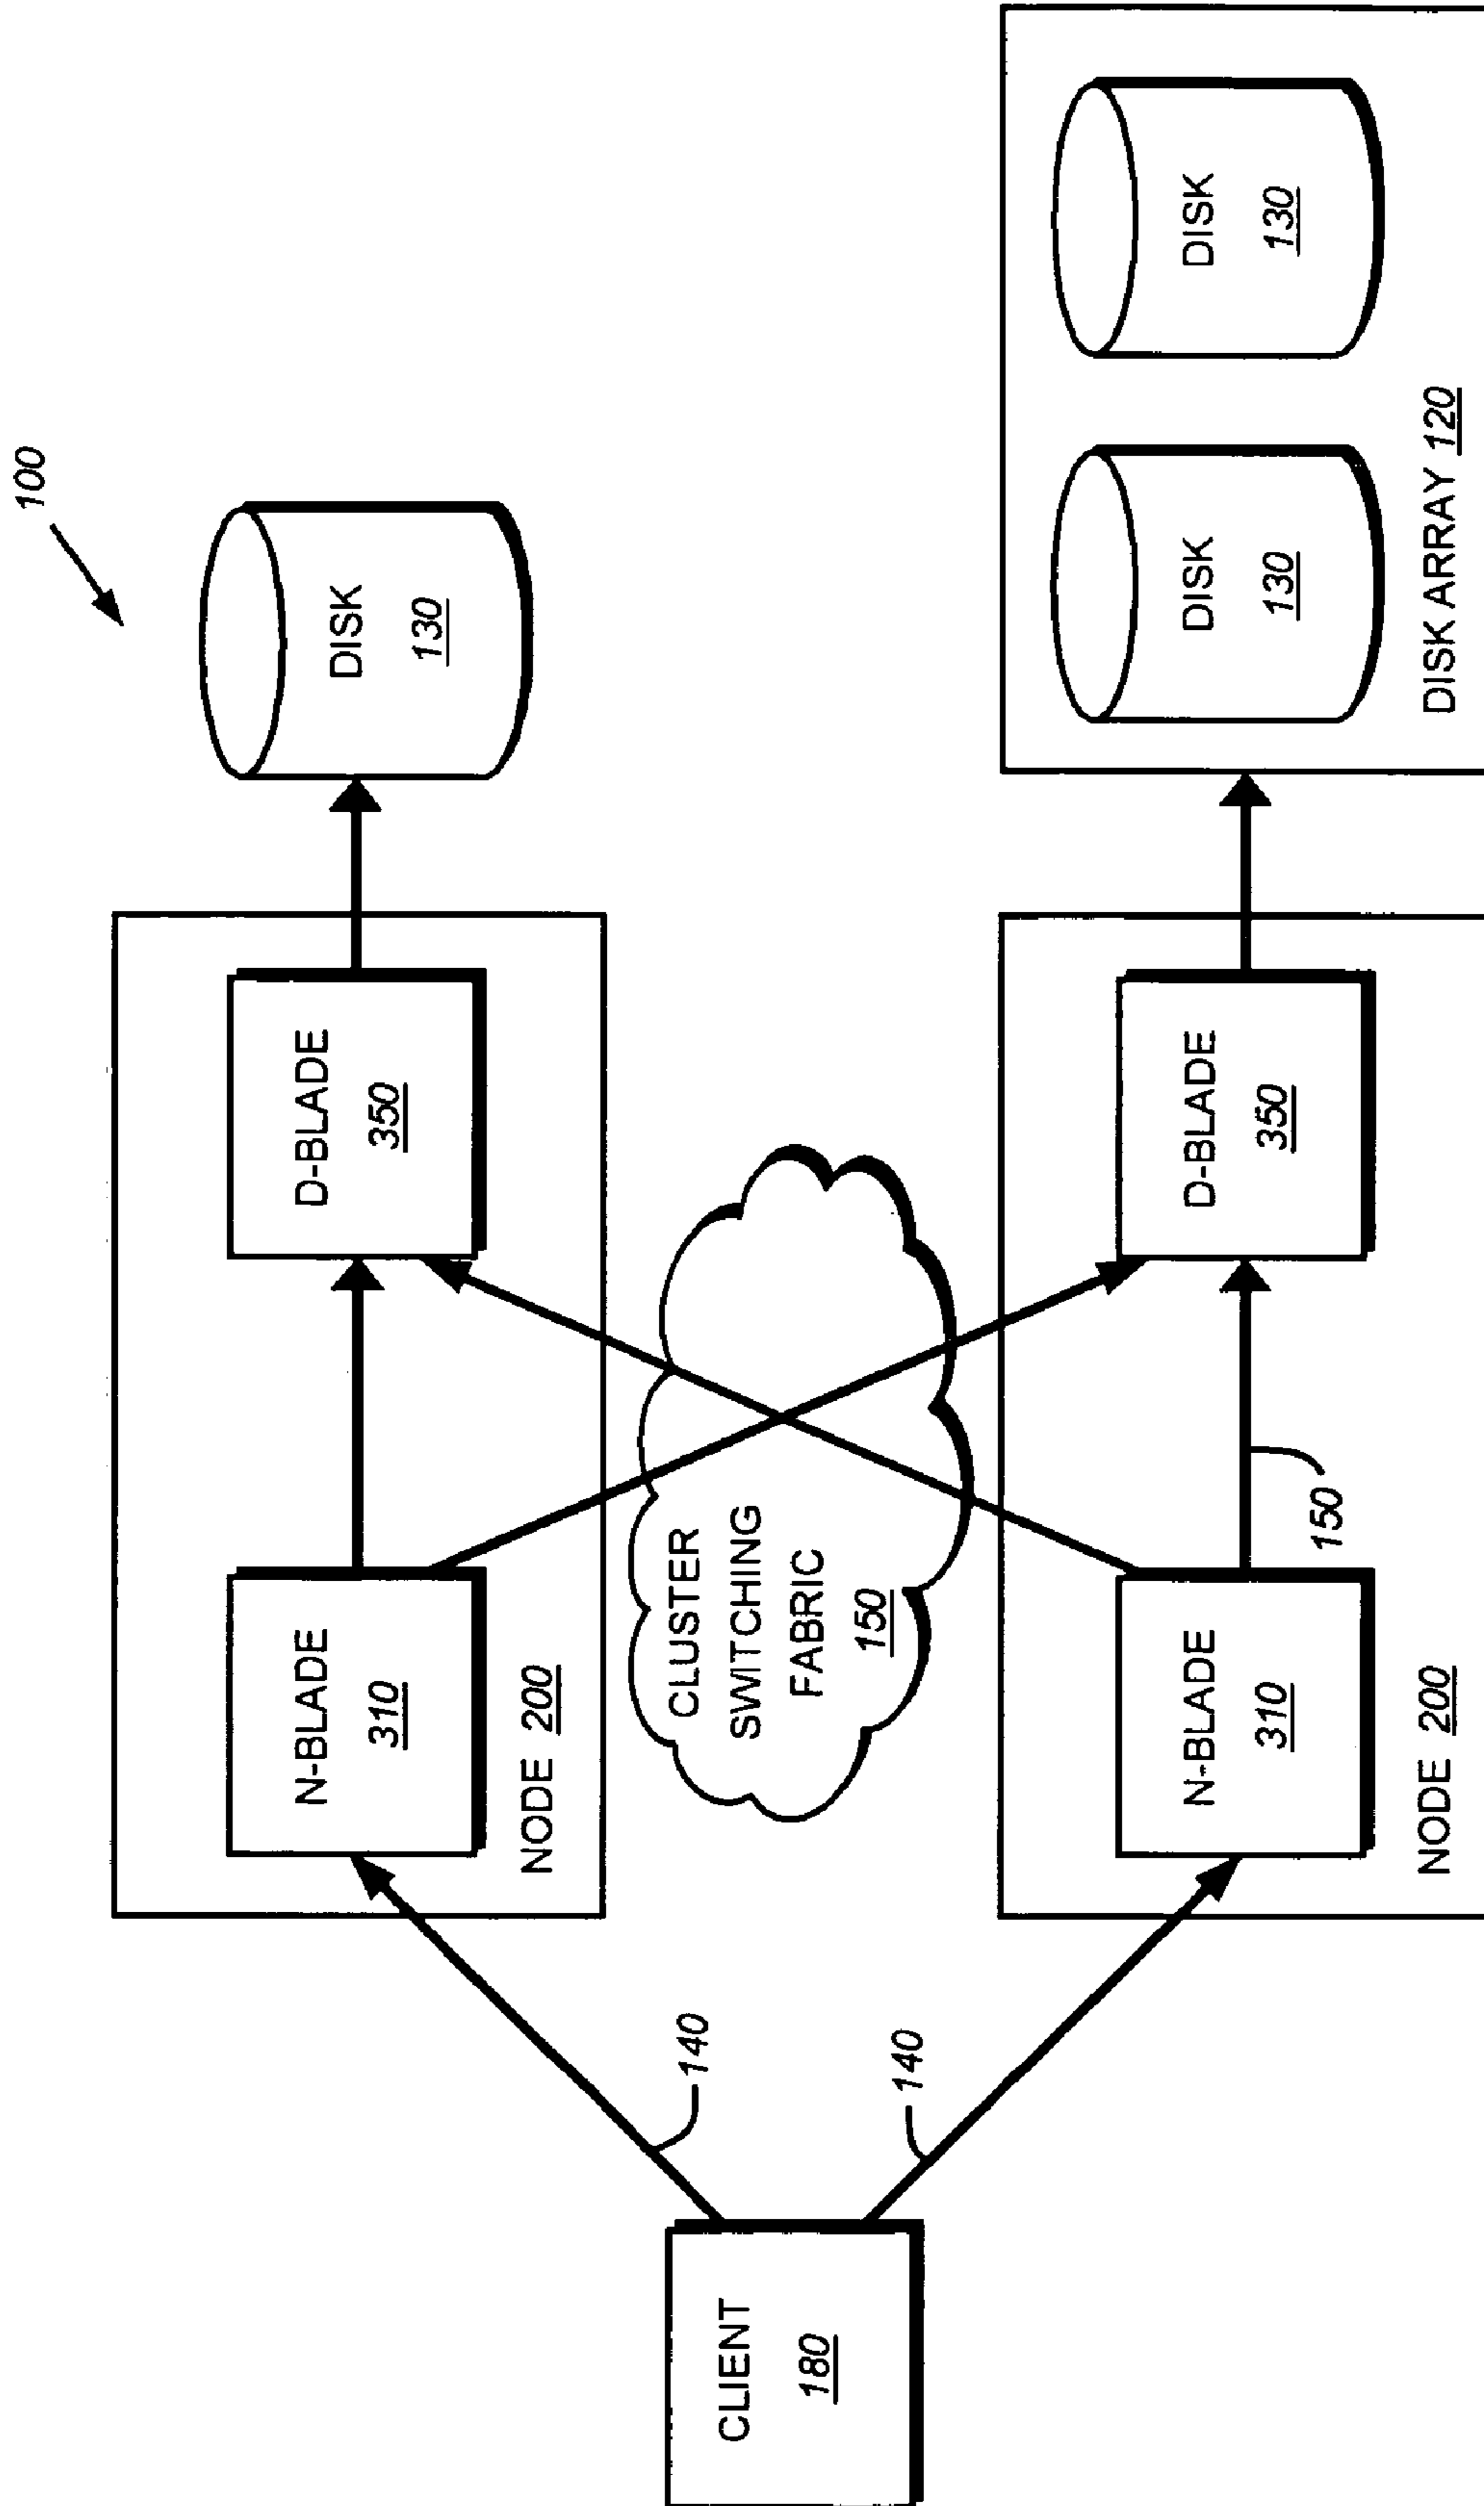 100
CLIENT
180
140
140
N-BLADE
310
NODE 200
D-BLADE
350
DISK
130
CLUSTER
SWITCHING
FABRIC
150
N-BLADE
310
NODE 200
150
D-BLADE
350
DISK
130
DISK
130
DISK ARRAY 120